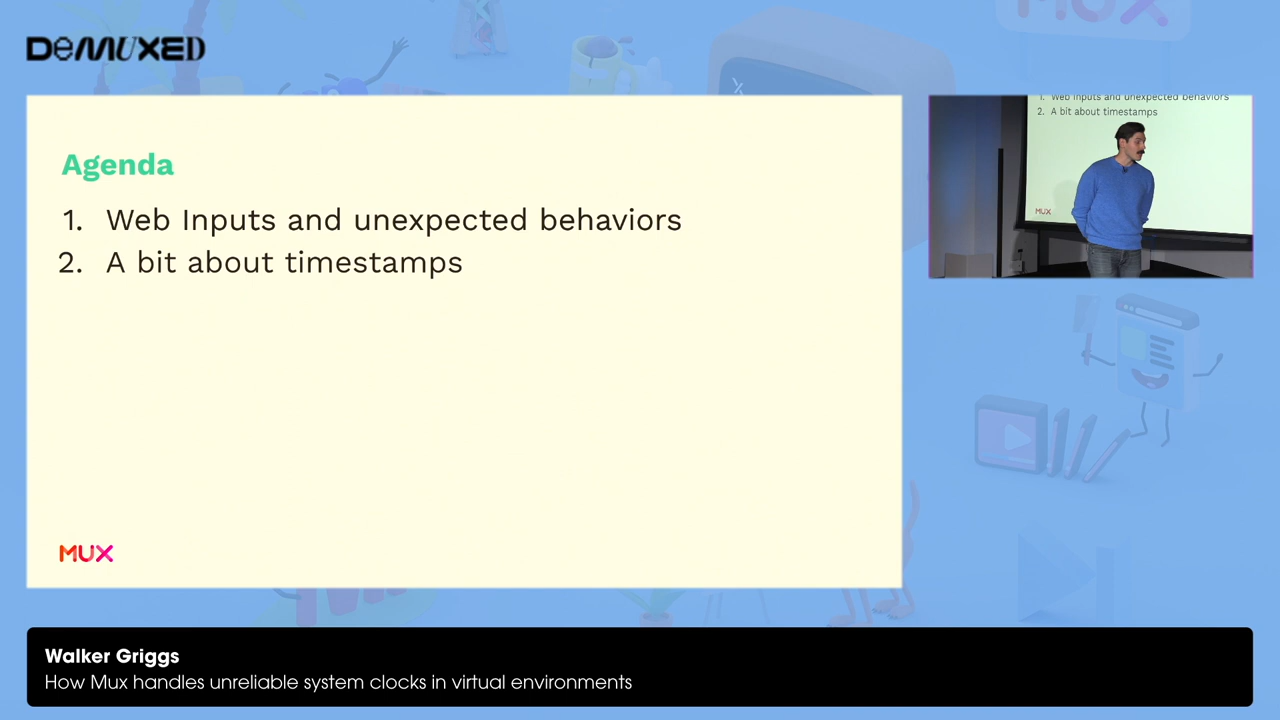 DEMUXED
MUX
Agenda
1. Web Inputs and unexpected behaviors
2. A bit about timestamps
MUX
1. Web Inputs and unexpected behaviors
2. A bit about timestamps
MUX
Walker Griggs
How Mux handles unreliable system clocks in virtual environments